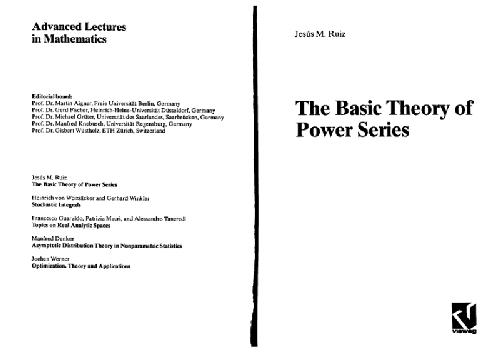 Advanced Lectures
in Mathematics
Editorial board:
Prof. Dr. Martin Aigner, Freie Universität Berlin, Germany
Prof. Dr. Gerd Fischer, Heinrich-Heine-Universität Düsseldorf, Germany
Prof. Dr. Michael Grüter, Universität des Saarlandes, Saarbrücken, Germany
Prof. Dr. Manfred Knebusch, Universität Regensburg, Germany
Prof. Dr. Gisbert Wüstholz, ETH Zürich, Switzerland
Jesús M. Ruiz
The Basic Theory of Power Series
Heinrich von Weizsäcker and Gerhard Winkler
Stochastic Integrals
Francesco Guaraldo, Patrizia Macrì, and Alessandro Tancredi
Topics on Real Analytic Spaces
Manfred Denker
Asymptotic Distribution Theory in Nonparametric Statistics
Jochen Werner
Optimization. Theory and Applications
Jesús M. Ruiz
The Basic Theory of
Power Series
vieweg